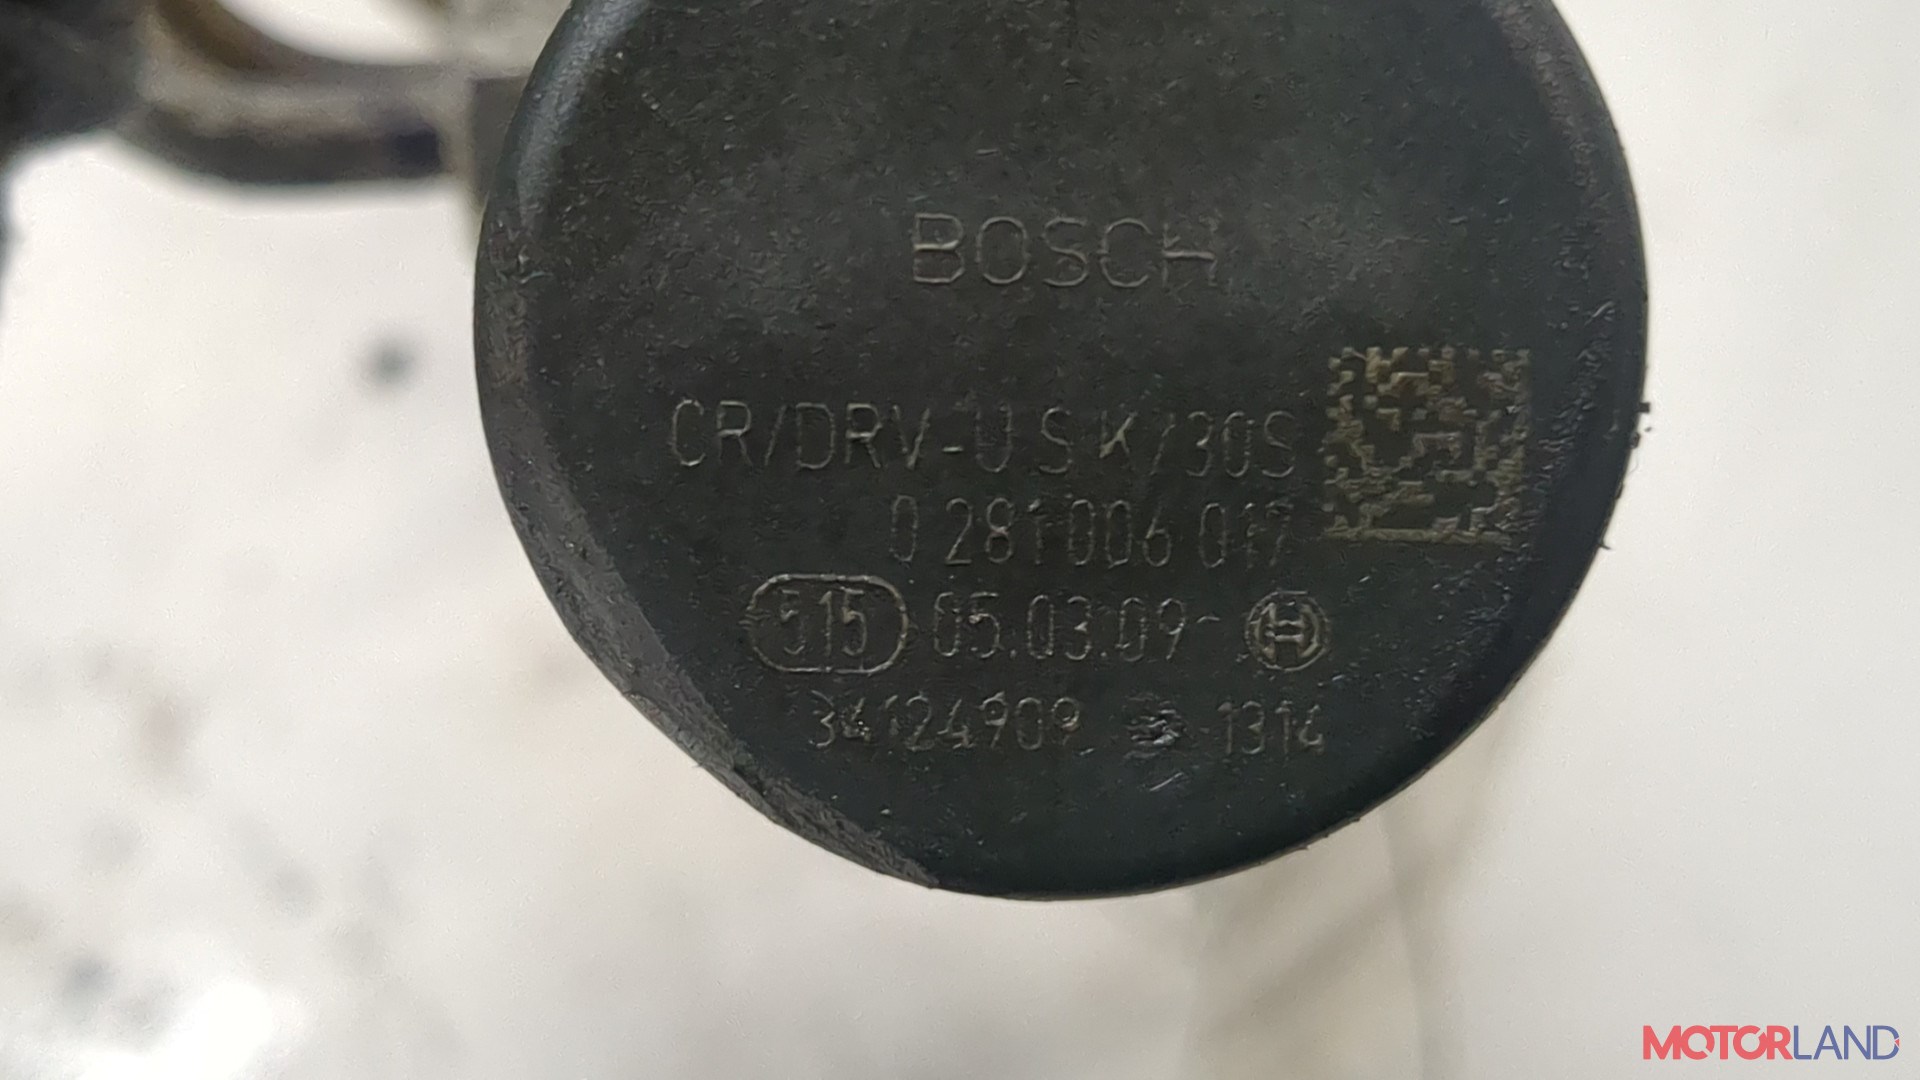 BOSCH
CR/DRV-USK/30S
0 281 006 017
515 05.03.09
34124909 1314
MOTORLAND